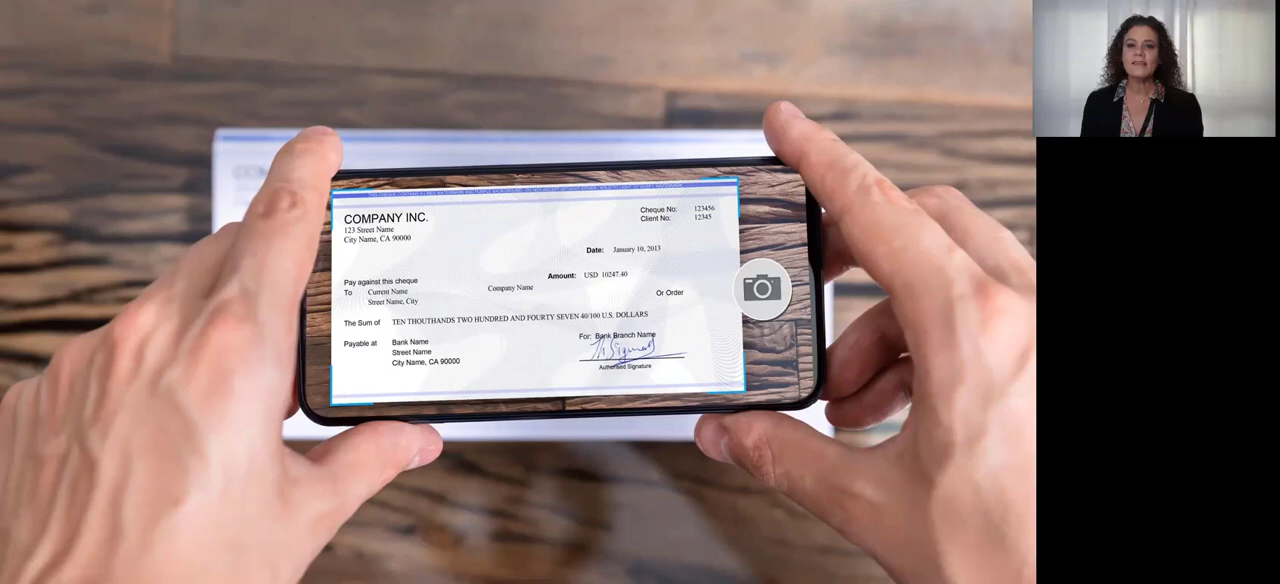 COMPANY INC.
123 Street Name
City Name, CA 90000
Cheque No: 123456
Client No: 12345
Date: January 10, 2013
Amount: USD 10247.40
Pay against this cheque
To Current Name Company Name Or Order
Street Name, City
The Sum of TEN THOUTHANDS TWO HUNDRED AND FOURTY SEVEN 40/100 U.S. DOLLARS
For: Bank Branch Name
Payable at Bank Name
Street Name
City Name, CA 90000
Authorised Signature